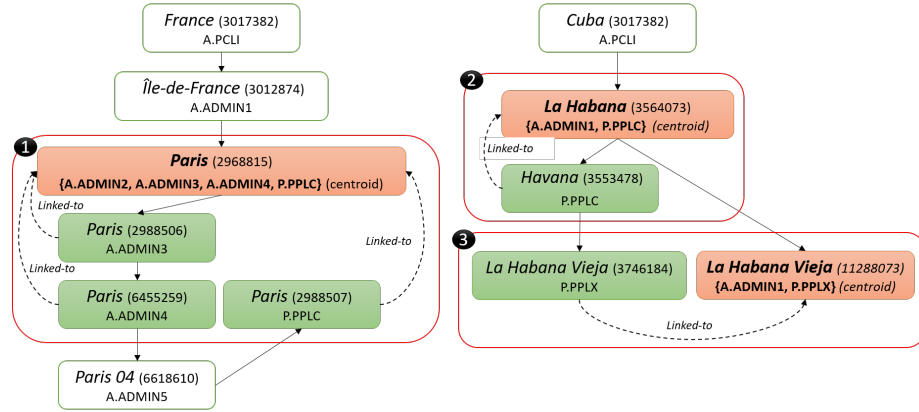 France (3017382)
A.PCLI
Île-de-France (3012874)
A.ADMIN1
1
Paris (2968815)
{A.ADMIN2, A.ADMIN3, A.ADMIN4, P.PPLC} (centroid)
Linked-to
Paris (2988506)
A.ADMIN3
Linked-to
Paris (6455259)
A.ADMIN4
Paris (2988507)
P.PPLC
Linked-to
Paris 04 (6618610)
A.ADMIN5
Cuba (3017382)
A.PCLI
2
La Habana (3564073)
{A.ADMIN1, P.PPLC} (centroid)
Linked-to
Havana (3553478)
P.PPLC
3
La Habana Vieja (3746184)
P.PPLX
La Habana Vieja (11288073)
{A.ADMIN1, P.PPLX} (centroid)
Linked-to